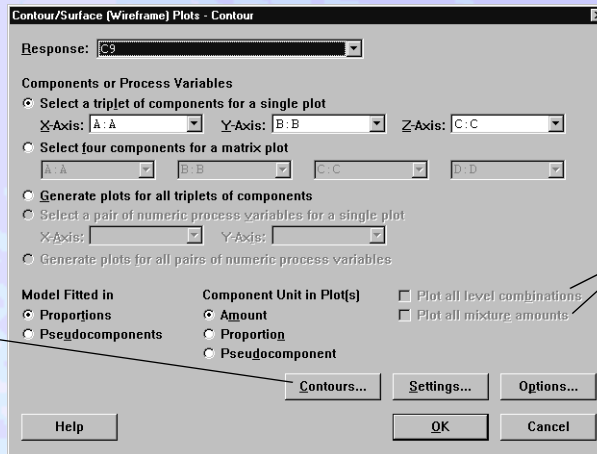 Contour/Surface (Wireframe) Plots - Contour
Response: C9
Components or Process Variables
Select a triplet of components for a single plot
X-Axis: A:A Y-Axis: B:B Z-Axis: C:C
Select four components for a matrix plot
A:A B:B C:C D:D
Generate plots for all triplets of components
Select a pair of numeric process variables for a single plot
X-Axis: Y-Axis:
Generate plots for all pairs of numeric process variables
Model Fitted in Component Unit in Plot(s) Plot all level combinations
Proportions Amount Plot all mixture amounts
Pseudocomponents Proportion
Pseudocomponent
Contours... Settings... Options...
Help OK Cancel